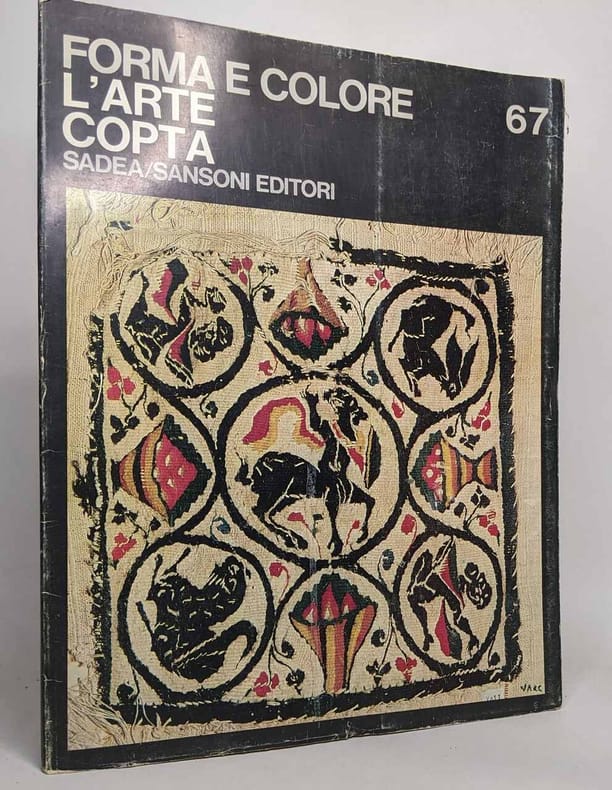 FORMA E COLORE
67
L'ARTE
COPTA
SADEA/SANSONI EDITORI